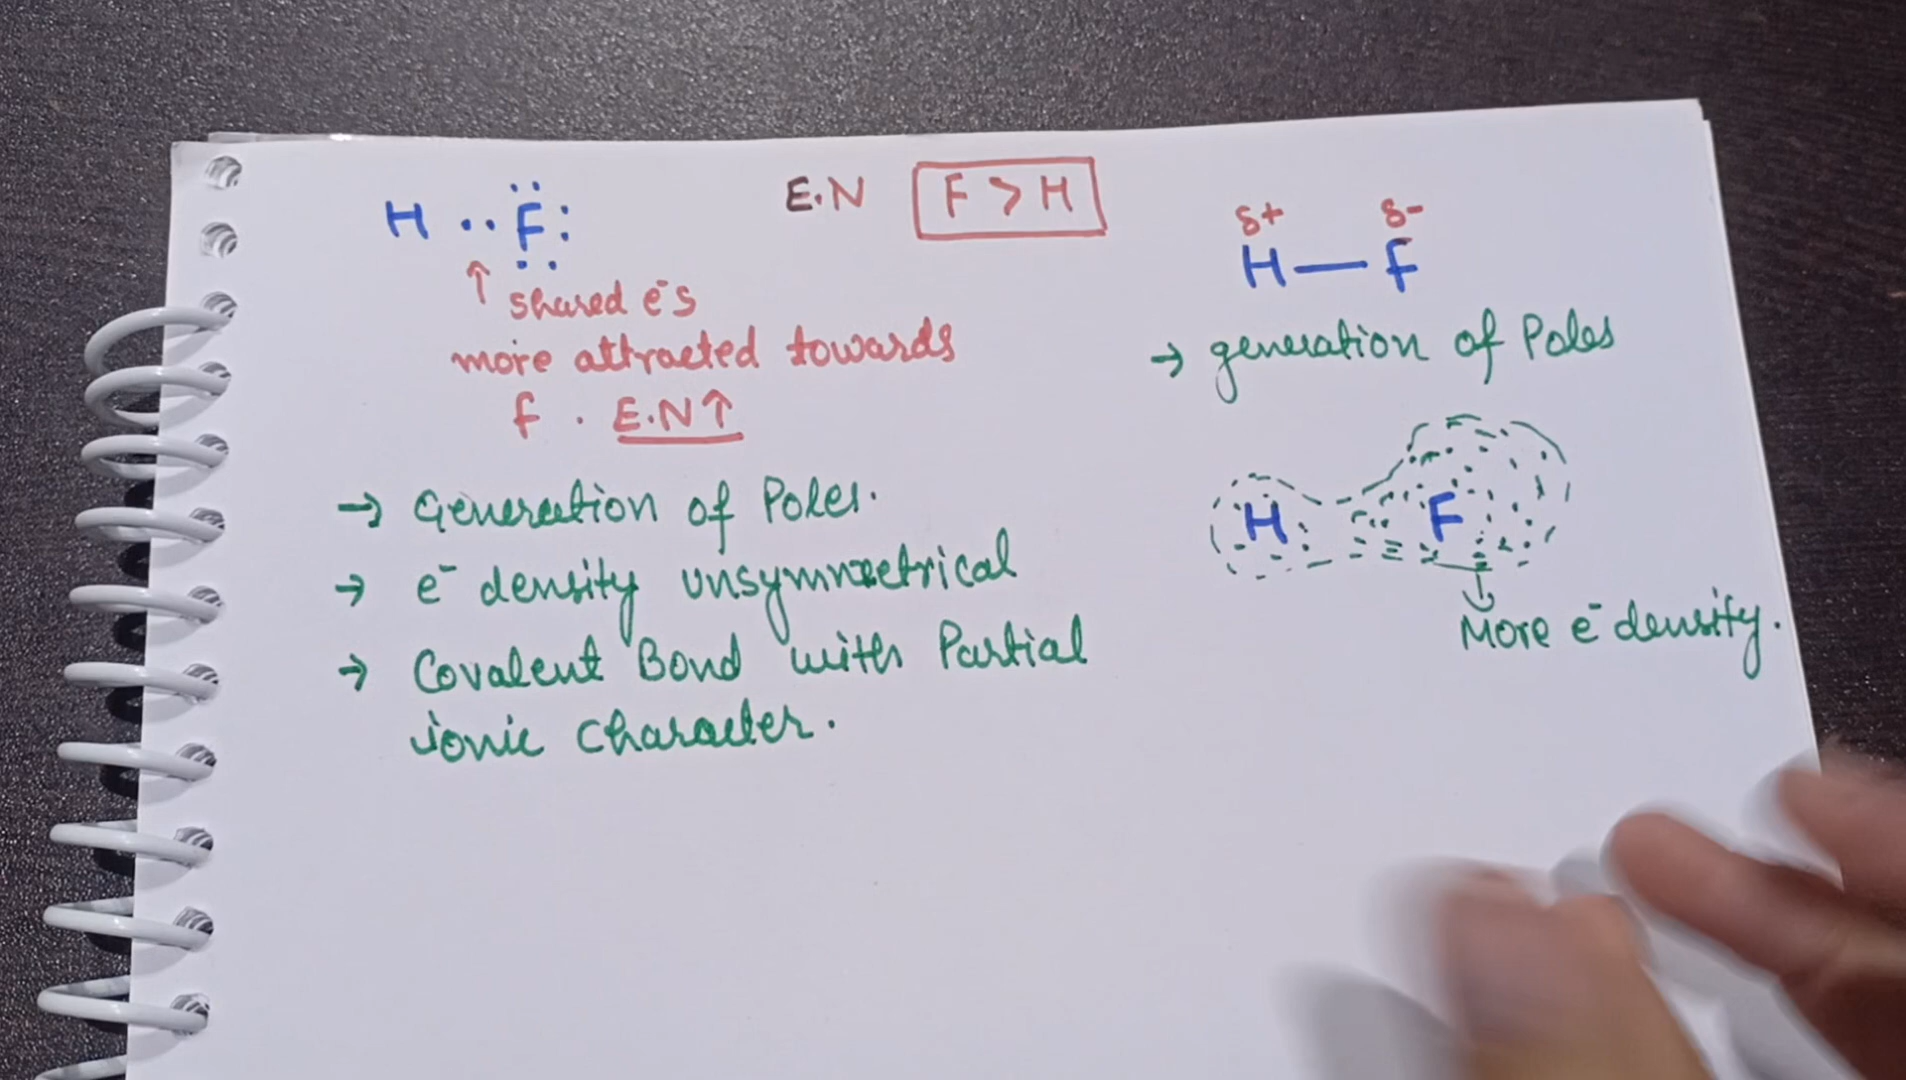 H : F :
↑ shared e⁻s
more attracted towards
F . E.N↑
E.N F > H
δ+ δ-
H — F
→ generation of Poles
H F
More e⁻ density.
→ Generation of Poles.
→ e⁻ density unsymmetrical
→ Covalent Bond with Partial
ionic character.